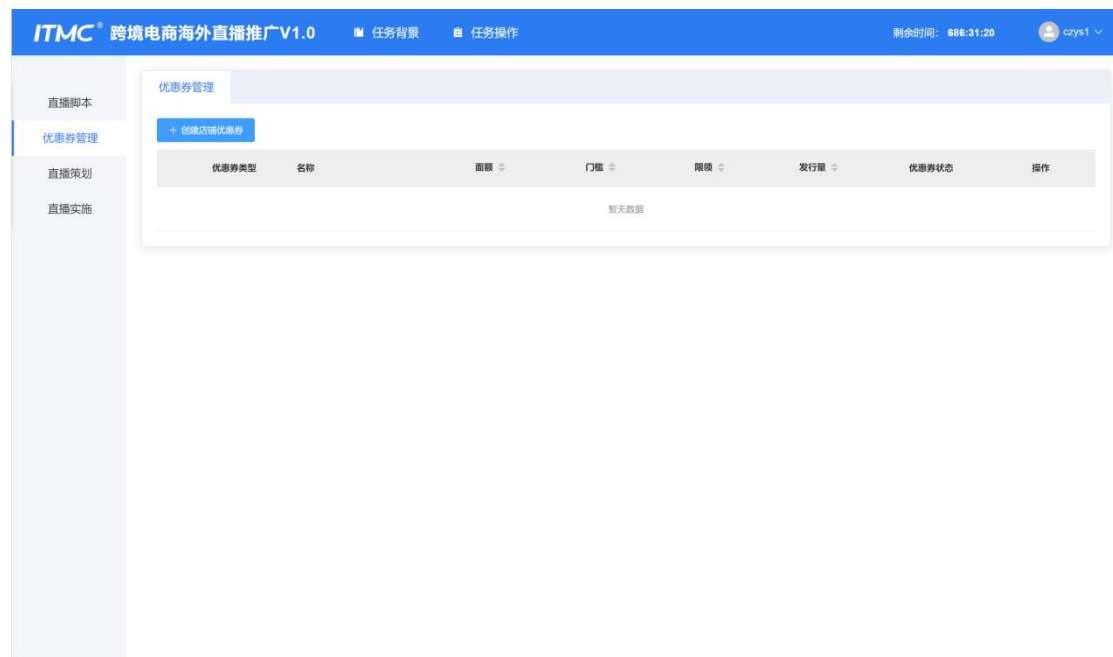 ITMC® 跨境电商海外直播推广V1.0 任务背景 任务操作 剩余时间: 686:31:20 czys1
直播脚本
优惠券管理
直播策划
直播实施
优惠券管理
+ 创建店铺优惠券
优惠券类型 名称 面额 门槛 限领 发行量 优惠券状态 操作
暂无数据